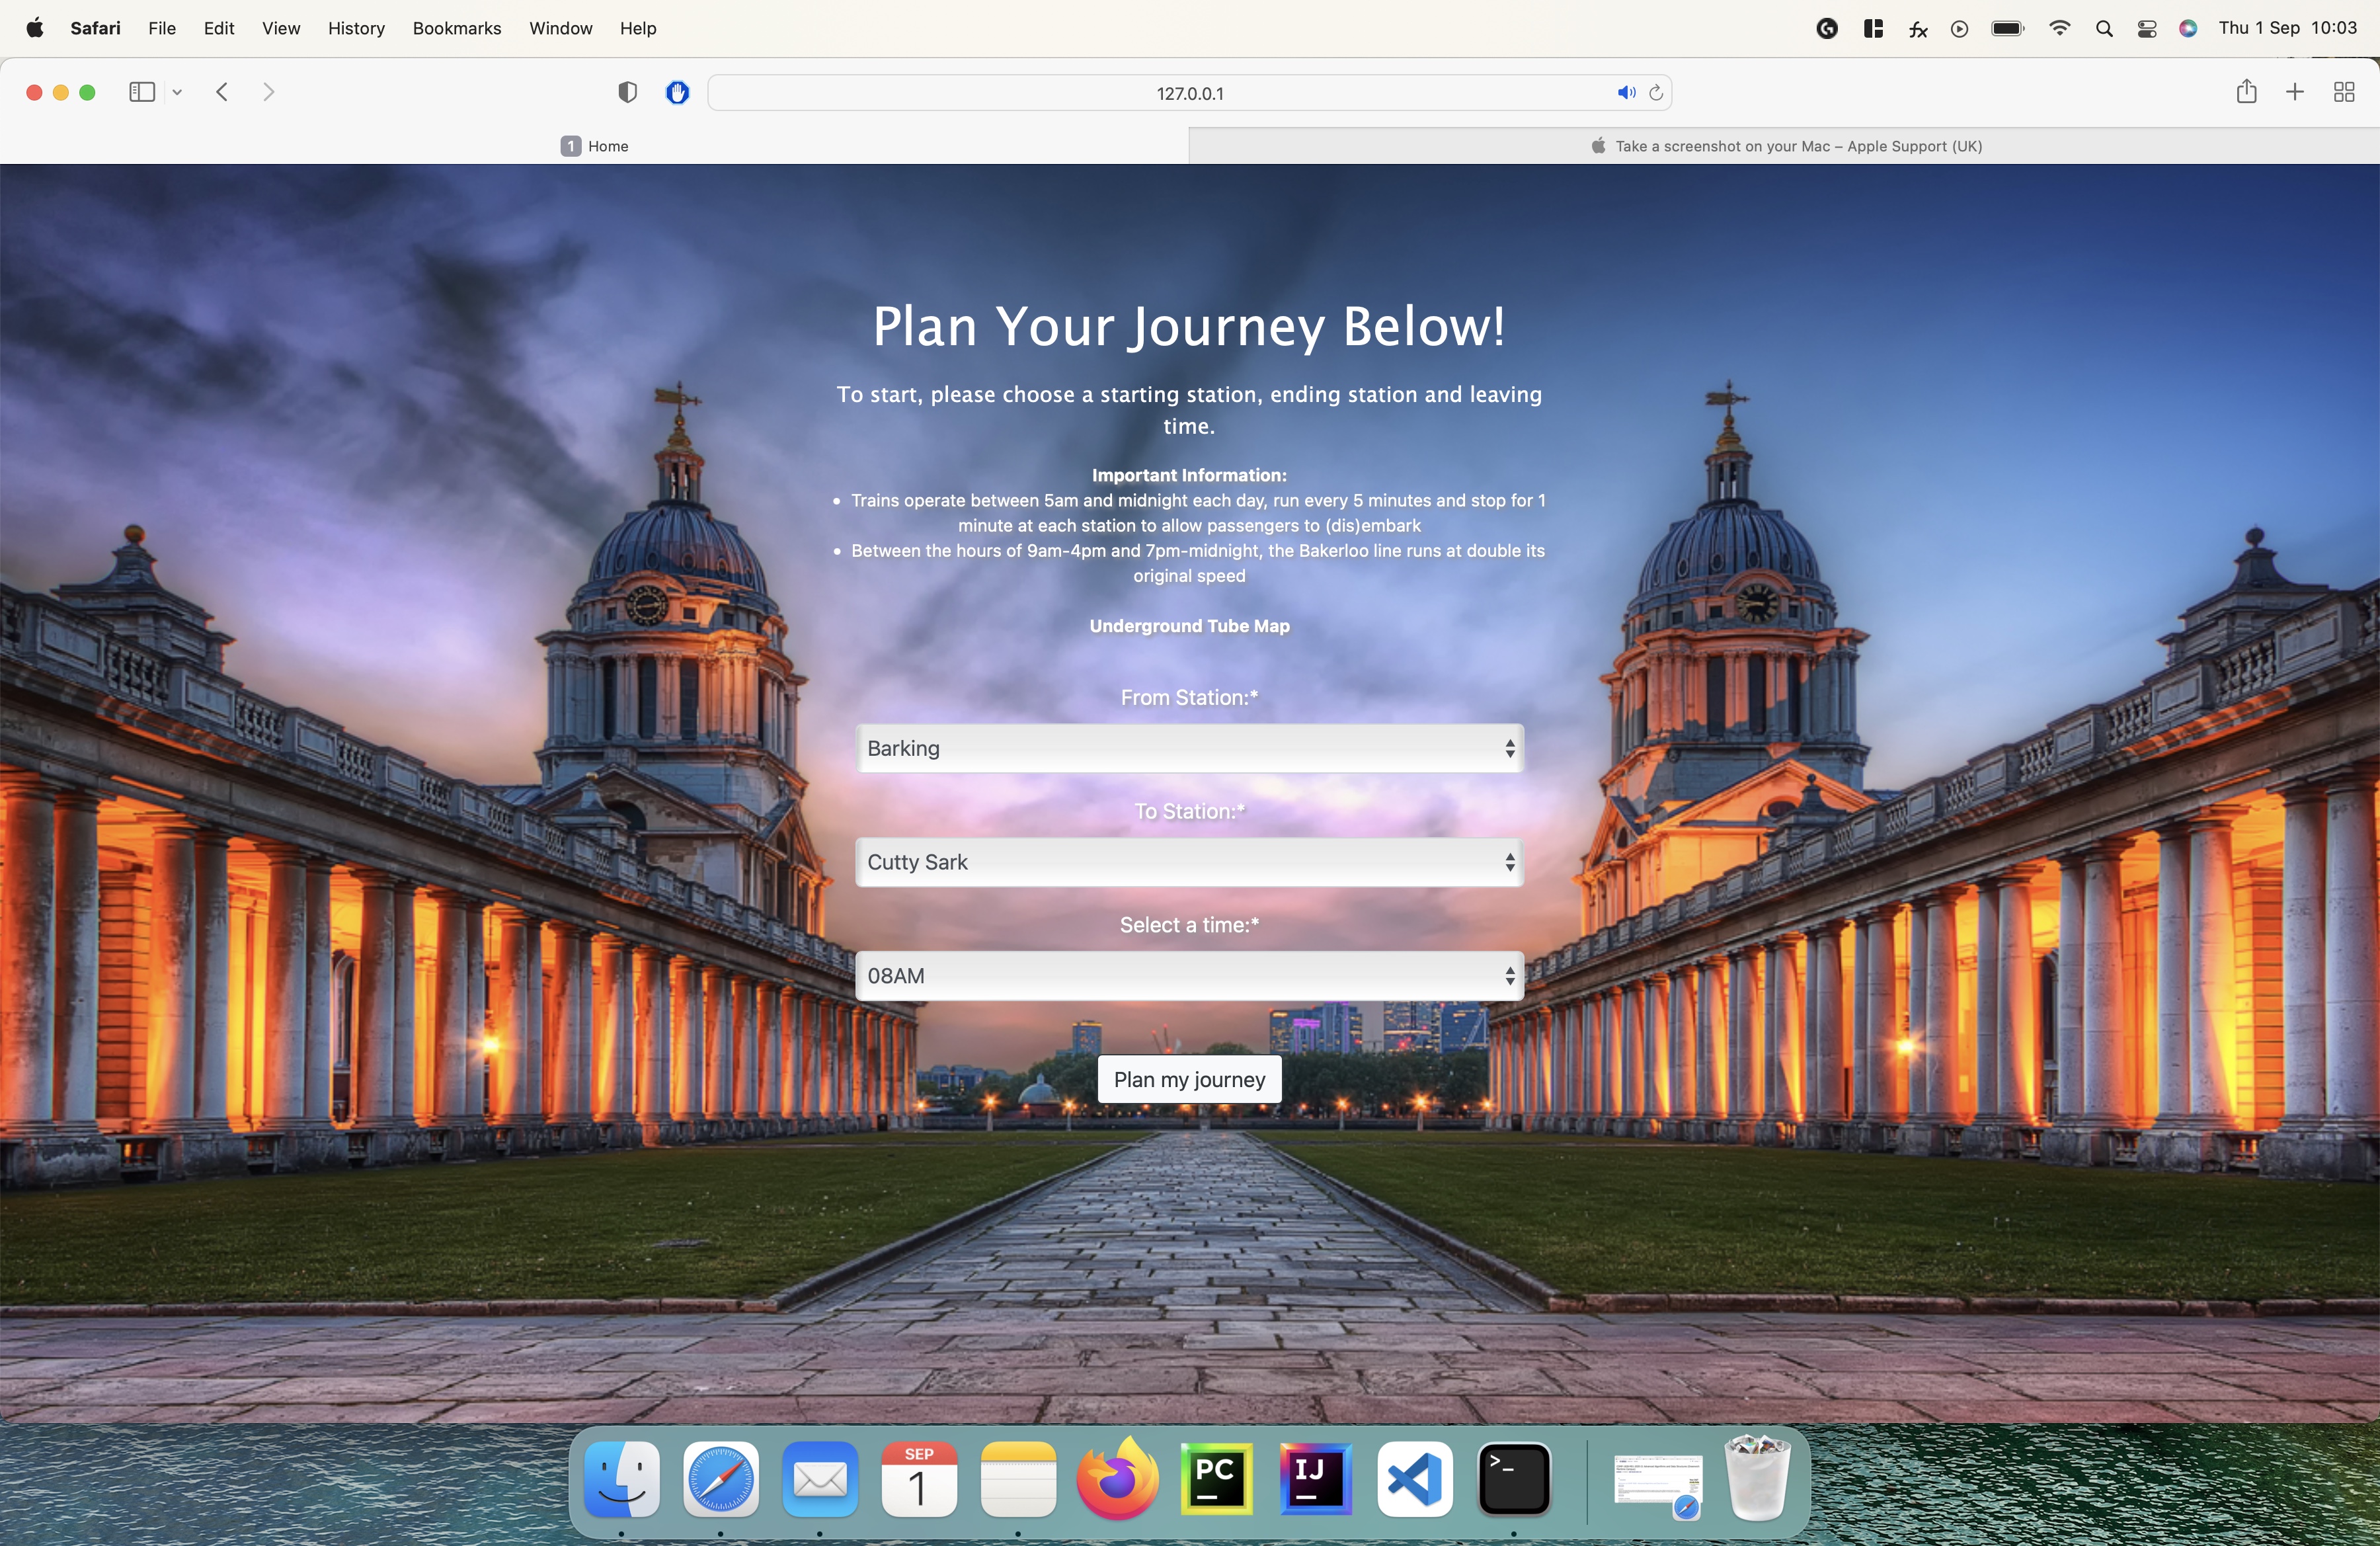 Safari File Edit View History Bookmarks Window Help Thu 1 Sep 10:03
127.0.0.1
1 Home
Take a screenshot on your Mac – Apple Support (UK)
Plan Your Journey Below!
To start, please choose a starting station, ending station and leaving
time.
Important Information:
• Trains operate between 5am and midnight each day, run every 5 minutes and stop for 1
minute at each station to allow passengers to (dis)embark
• Between the hours of 9am-4pm and 7pm-midnight, the Bakerloo line runs at double its
original speed
Underground Tube Map
From Station:*
Barking
To Station:*
Cutty Sark
Select a time:*
08AM
Plan my journey
SEP
1
PC
IJ
>_